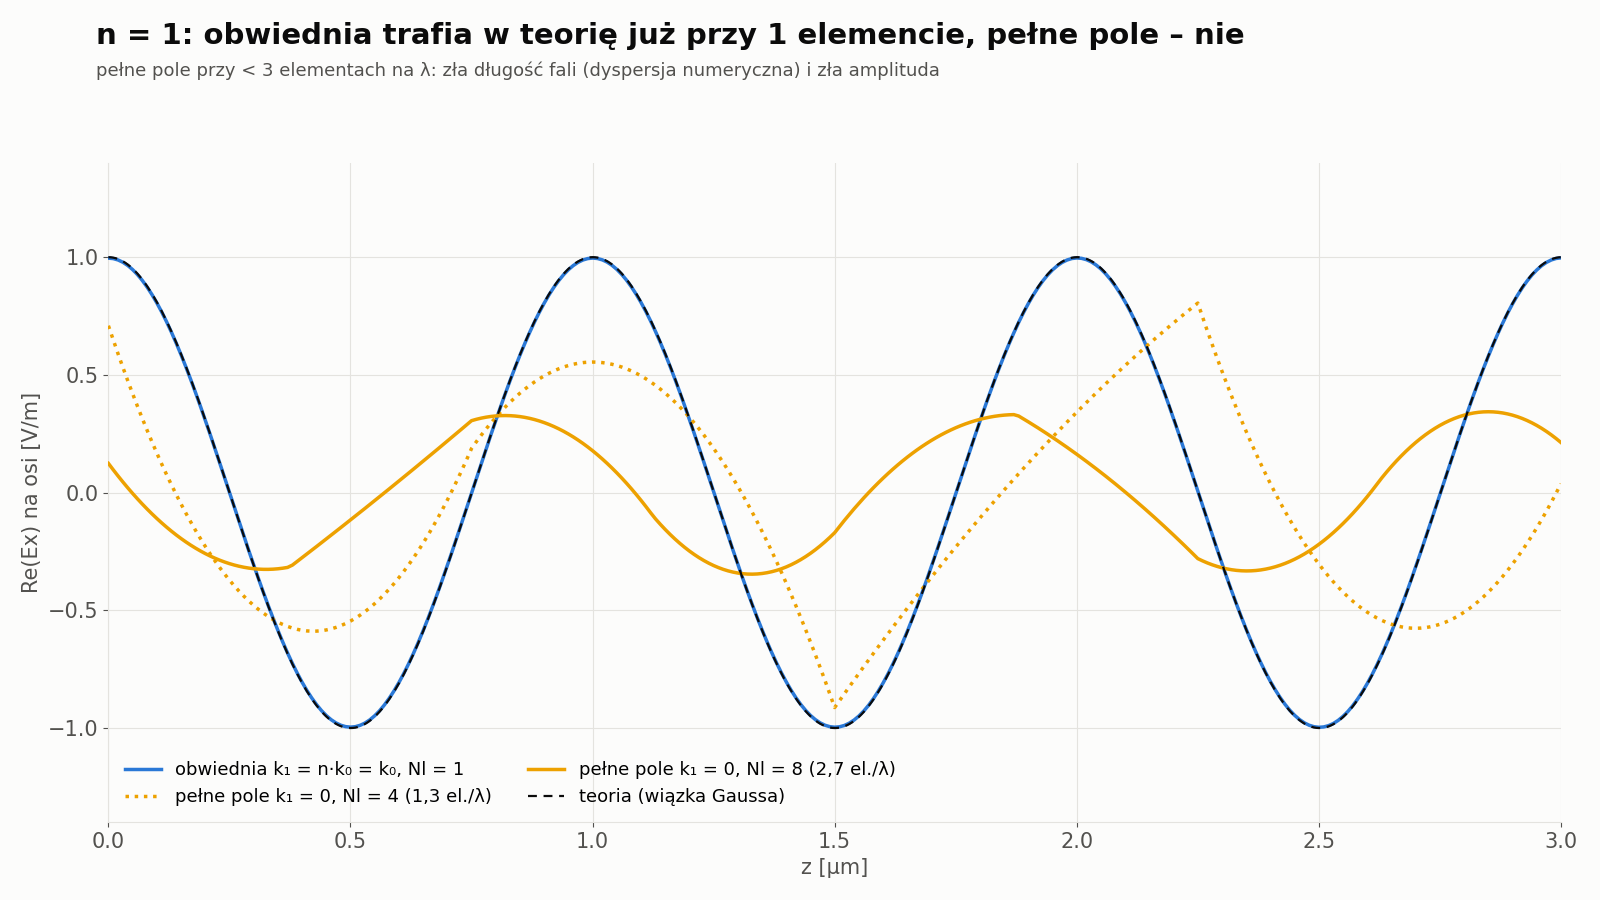 n = 1: obwiednia trafia w teorię już przy 1 elemencie, pełne pole – nie
pełne pole przy < 3 elementach na λ: zła długość fali (dyspersja numeryczna) i zła amplituda
Re(Ex) na osi [V/m]
1.0
0.5
0.0
−0.5
−1.0
obwiednia k₁ = n·k₀ = k₀, Nl = 1
pełne pole k₁ = 0, Nl = 4 (1,3 el./λ)
pełne pole k₁ = 0, Nl = 8 (2,7 el./λ)
teoria (wiązka Gaussa)
0.0 0.5 1.0 1.5 2.0 2.5 3.0
z [µm]